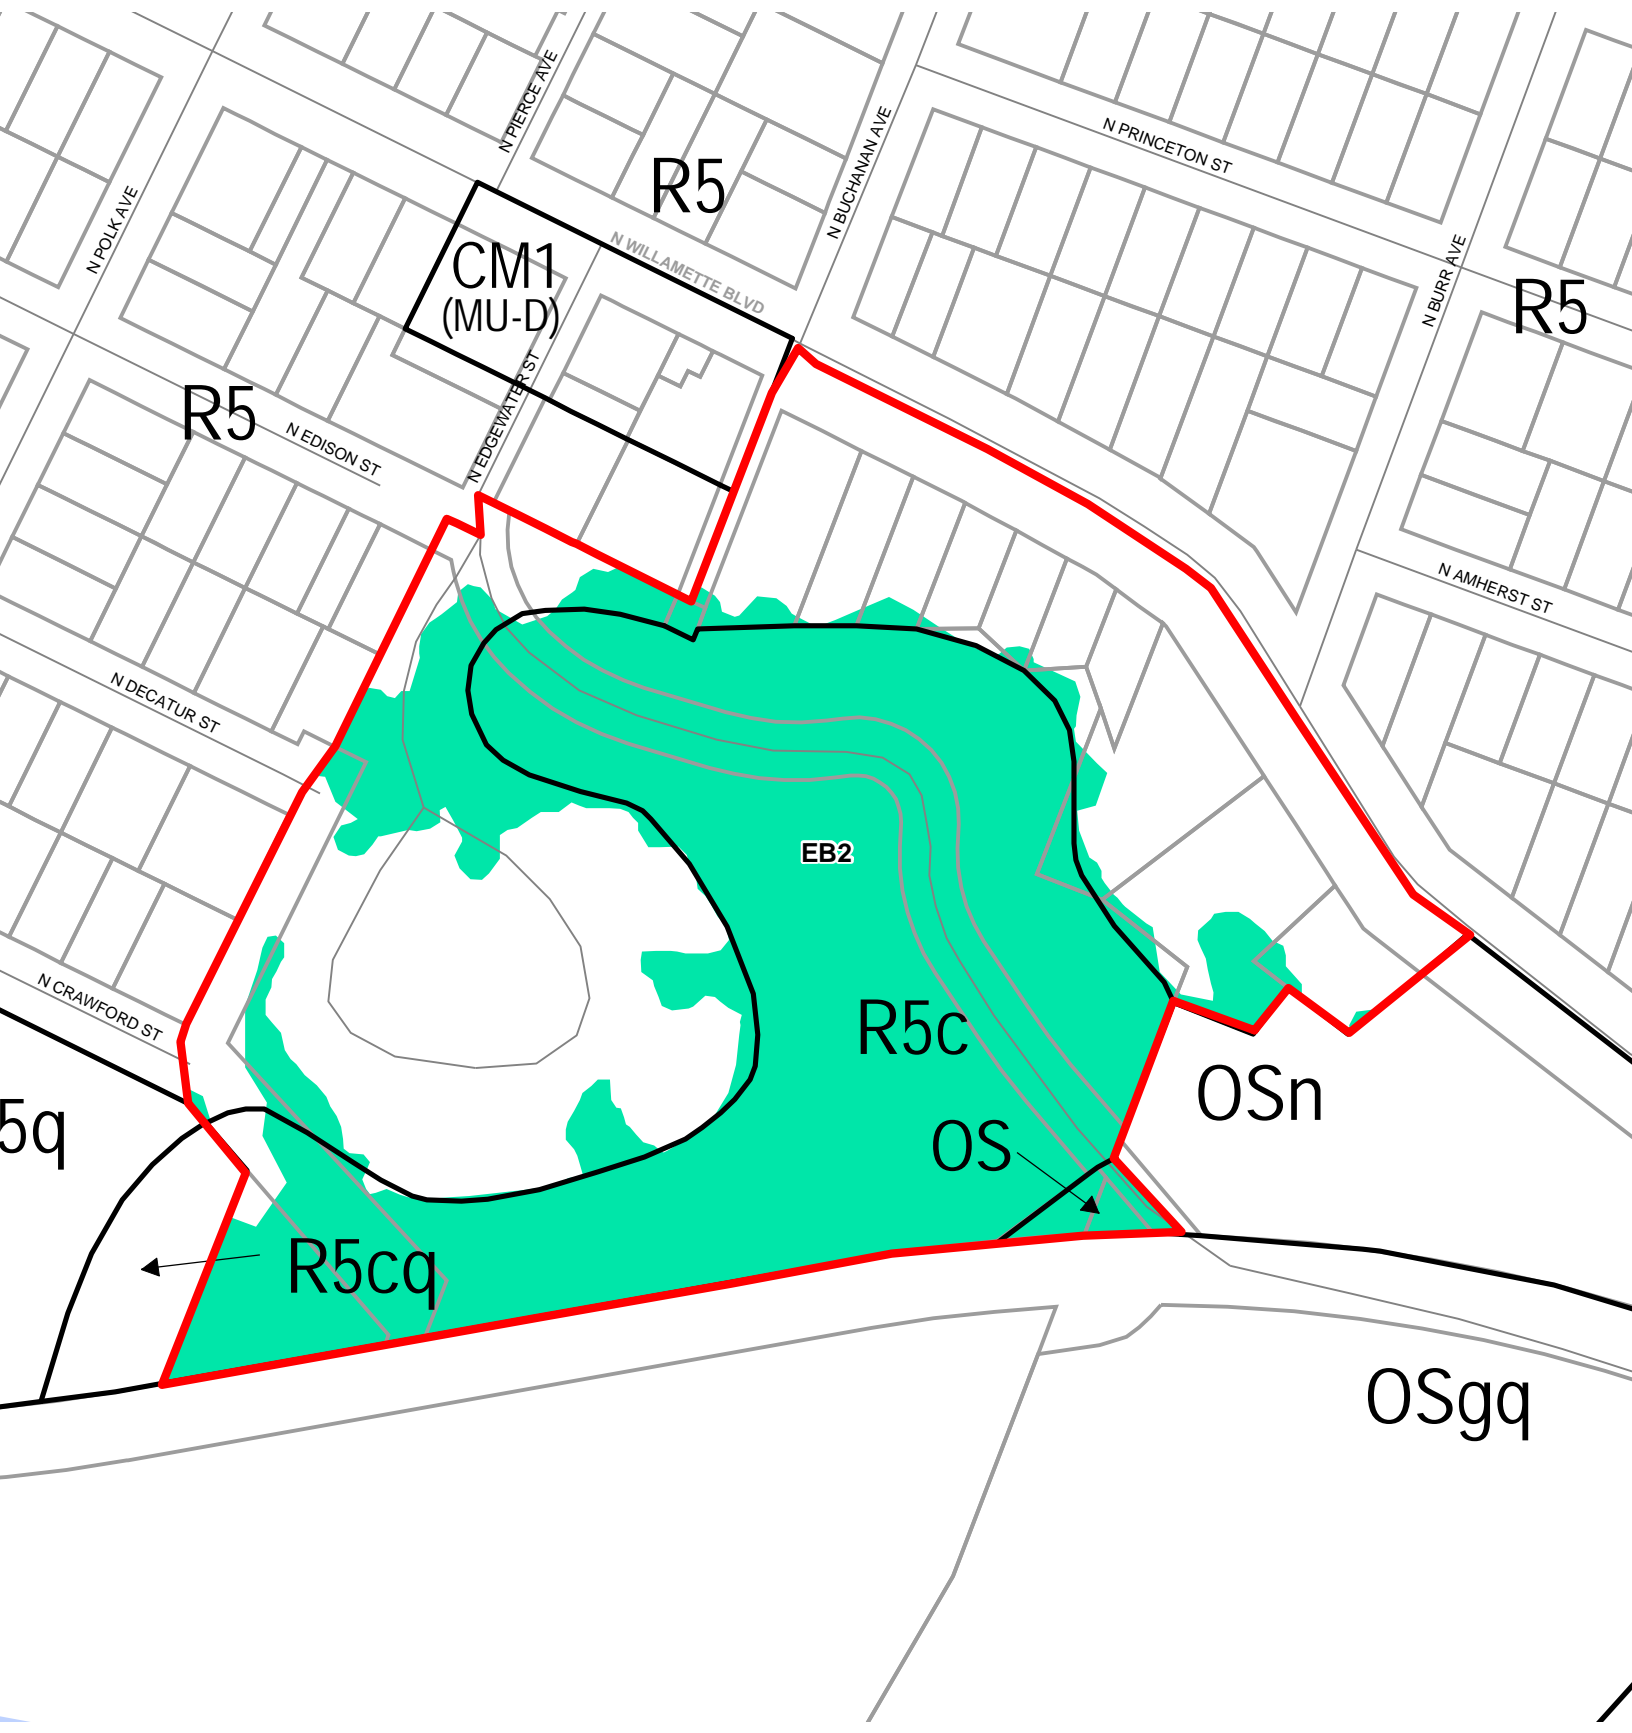 N PIERCE AVE
N PRINCETON ST
N BUCHANAN AVE
R5
N POLK AVE
N WILLAMETTE BLVD
CM1
(MU-D)
N BURR AVE
R5
R5
N EDISON ST
N EDGEWATER ST
N AMHERST ST
N DECATUR ST
EB2
N CRAWFORD ST
R5c
OSn
5q
OS
R5cq
OSgq